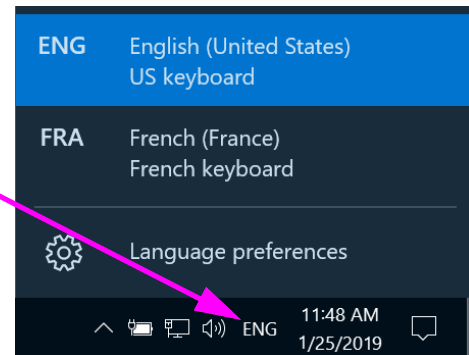 ENG English (United States)
US keyboard
FRA French (France)
French keyboard
Language preferences
ENG 11:48 AM
1/25/2019